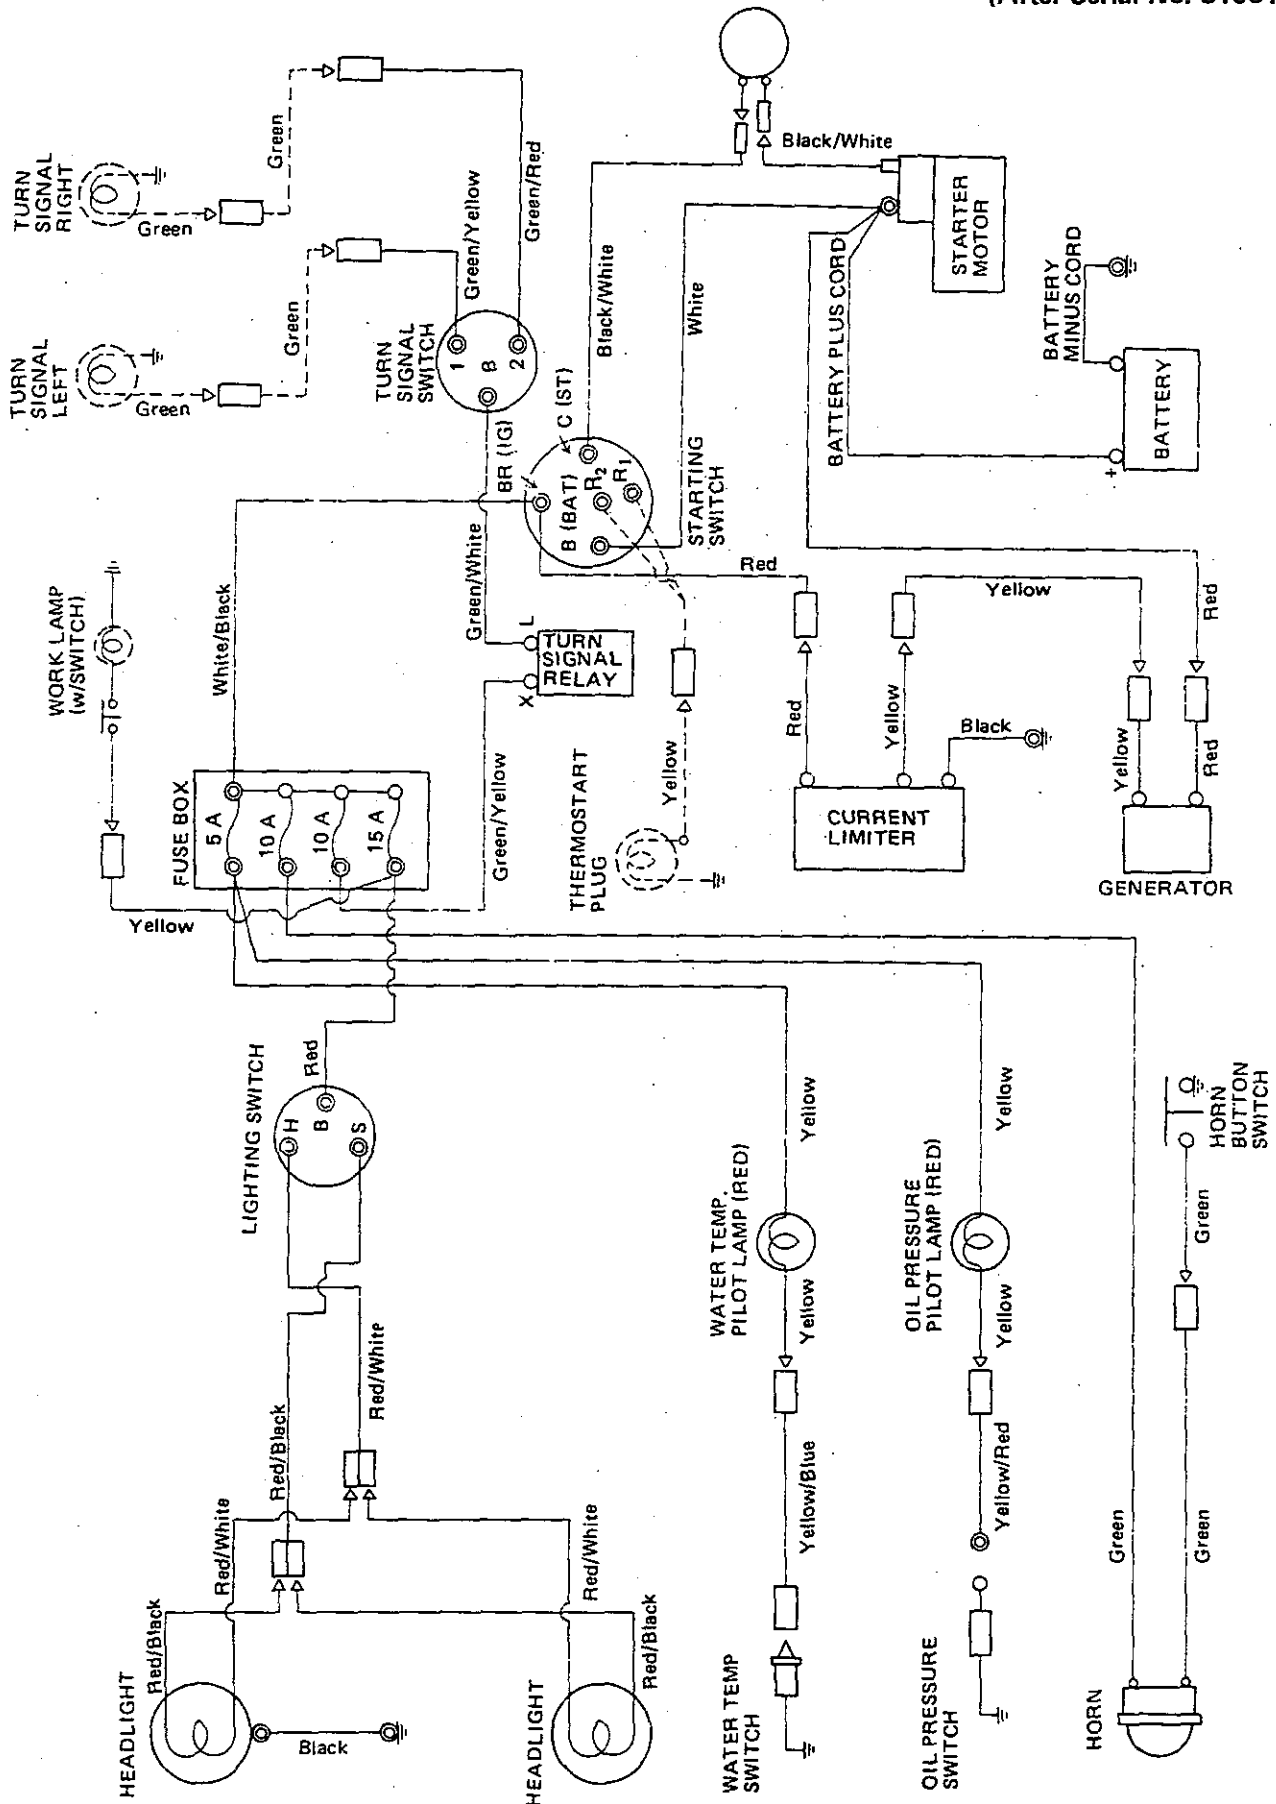 (After Serial No.
TURN
SIGNAL
RIGHT
Green
Green
Green/Red
Green/Yellow
TURN
SIGNAL
LEFT
Green
Green
TURN
SIGNAL
SWITCH
1
B
2
Black/White
Black/White
White
STARTER
MOTOR
BATTERY PLUS CORD
BATTERY
MINUS CORD
BATTERY
+
BR (IG)
C (ST)
B (BAT)
R2
R1
STARTING
SWITCH
Green/White
White/Black
WORK LAMP
(w/SWITCH)
L
X
TURN
SIGNAL
RELAY
Red
Yellow
Red
Red
Yellow
Black
Yellow
Red
CURRENT
LIMITER
GENERATOR
Yellow
THERMOSTART
PLUG
Green/Yellow
FUSE BOX
5 A
10 A
10 A
15 A
Yellow
LIGHTING SWITCH
Red
H
B
S
WATER TEMP.
PILOT LAMP (RED)
Yellow
Yellow
OIL PRESSURE
PILOT LAMP (RED)
Yellow
Yellow
HORN
BUTTON
SWITCH
Green
Red/Black
Red/White
Red/White
Red/White
Red/Black
Red/Black
HEADLIGHT
Black
HEADLIGHT
Yellow/Blue
WATER TEMP
SWITCH
Yellow/Red
OIL PRESSURE
SWITCH
Green
Green
HORN